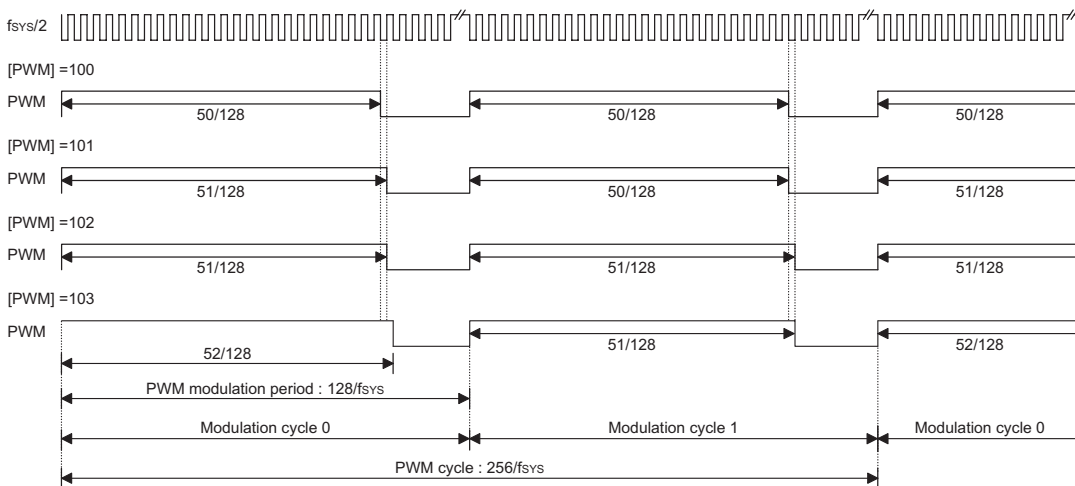 fSYS/2
[PWM] =100
PWM
50/128 50/128 50/128
[PWM] =101
PWM
51/128 50/128 51/128
[PWM] =102
PWM
51/128 51/128 51/128
[PWM] =103
PWM
52/128 51/128 52/128
PWM modulation period : 128/fSYS
Modulation cycle 0 Modulation cycle 1 Modulation cycle 0
PWM cycle : 256/fSYS